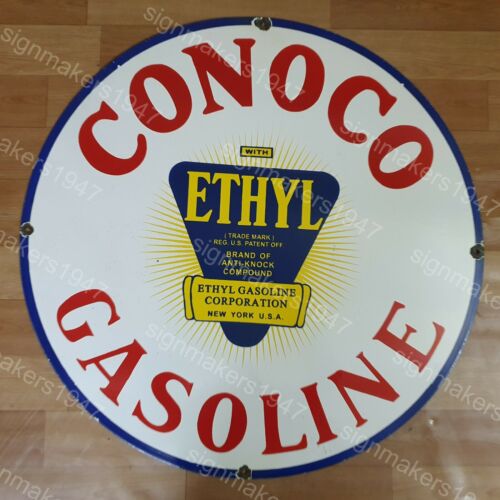 CONOCO
WITH
ETHYL
( TRADE MARK )
REG. U.S. PATENT OFF
BRAND OF
ANTI-KNOCK
COMPOUND
ETHYL GASOLINE
CORPORATION
NEW YORK U.S.A.
GASOLINE
signmakers1947